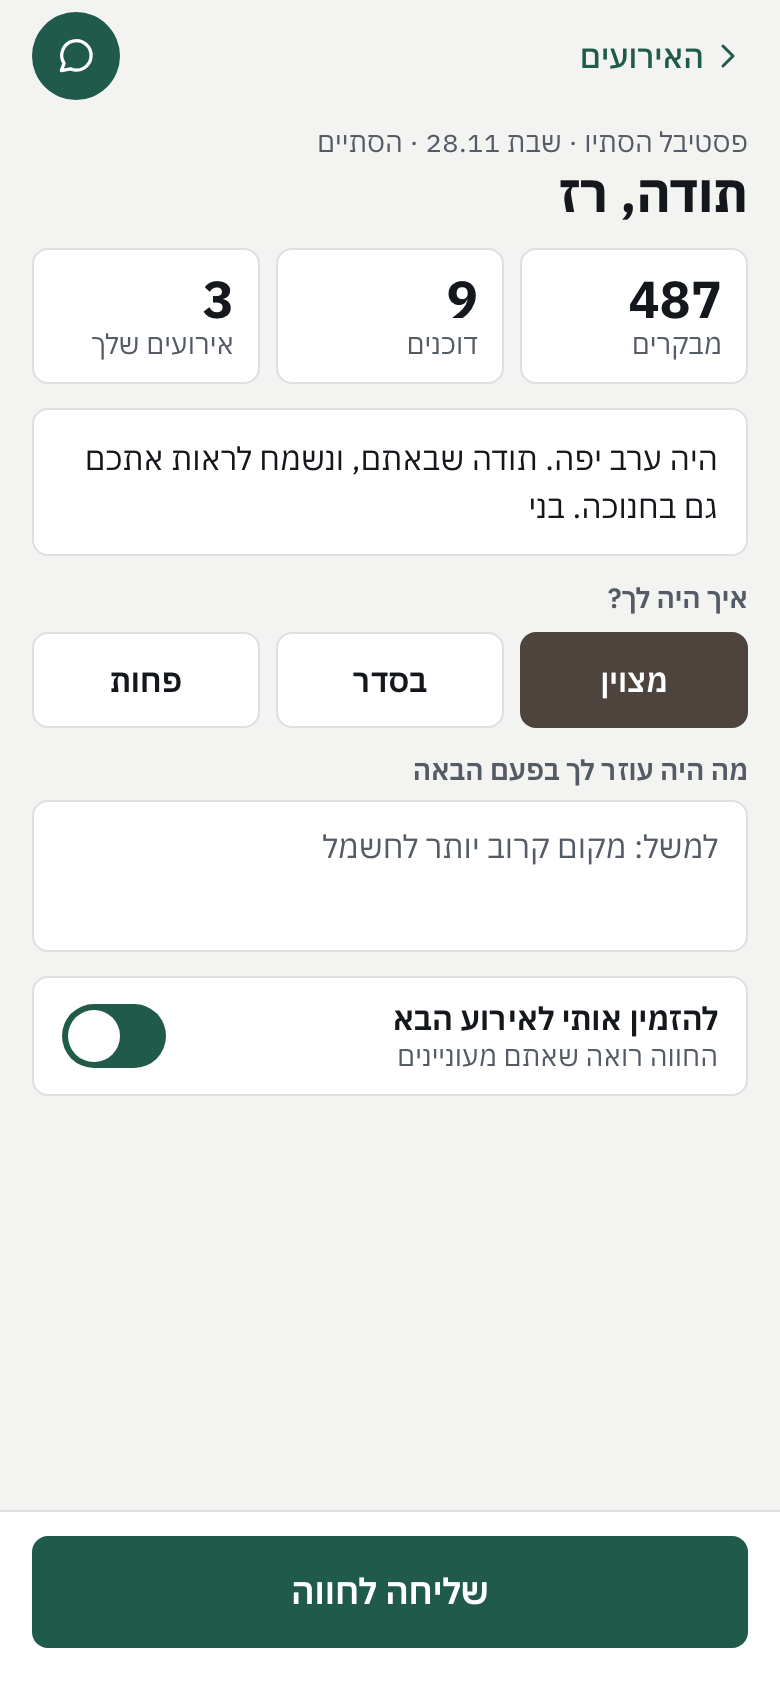 האירועים
פסטיבל הסתיו · שבת 28.11 · הסתיים
תודה, רז
487
מבקרים
9
דוכנים
3
אירועים שלך
היה ערב יפה. תודה שבאתם, ונשמח לראות אתכם
גם בחנוכה. בני
איך היה לך?
מצוין
בסדר
פחות
מה היה עוזר לך בפעם הבאה
למשל: מקום קרוב יותר לחשמל
להזמין אותי לאירוע הבא
החווה רואה שאתם מעוניינים
שליחה לחווה